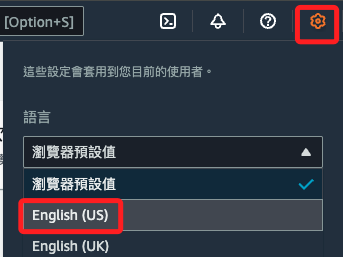 [Option+S]
這些設定會套用到您目前的使用者。
語言
瀏覽器預設值
瀏覽器預設值
English (US)
English (UK)